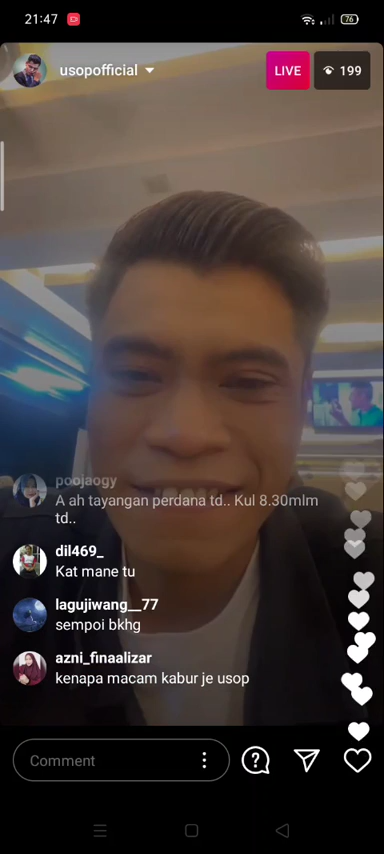 21:47
76
usopofficial
LIVE
199
poojaogy
A ah tayangan perdana td.. Kul 8.30mlm
td..
dil469_
Kat mane tu
lagujiwang__77
sempoi bkhg
azni_finaalizar
kenapa macam kabur je usop
Comment